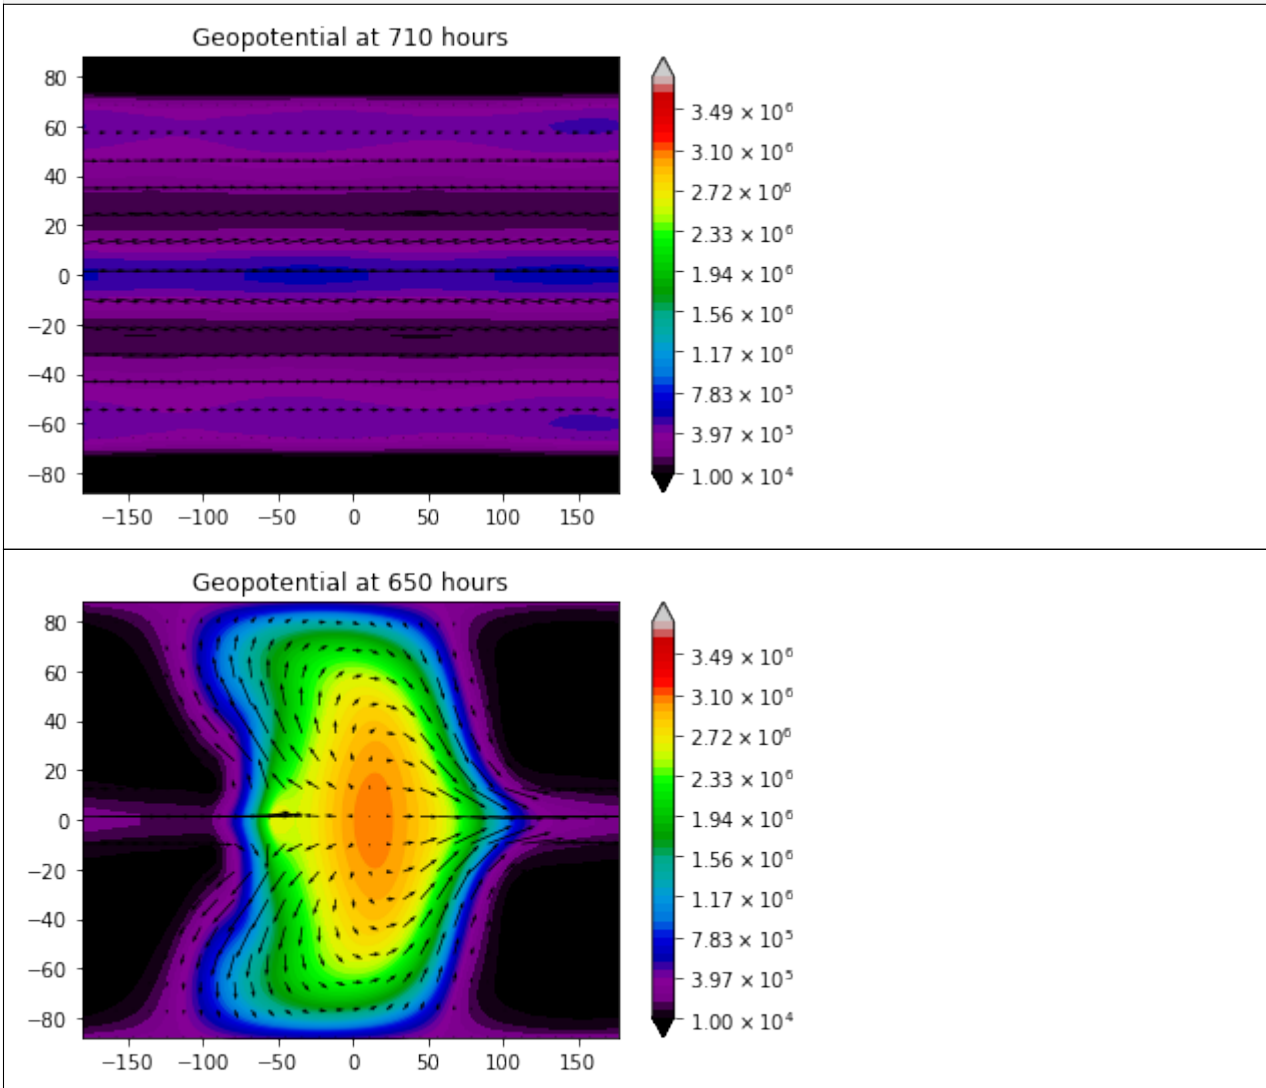 Geopotential at 710 hours
80
60
40
20
0
−20
−40
−60
−80
−150 −100 −50 0 50 100 150
3.49 × 10⁶
3.10 × 10⁶
2.72 × 10⁶
2.33 × 10⁶
1.94 × 10⁶
1.56 × 10⁶
1.17 × 10⁶
7.83 × 10⁵
3.97 × 10⁵
1.00 × 10⁴
Geopotential at 650 hours
80
60
40
20
0
−20
−40
−60
−80
−150 −100 −50 0 50 100 150
3.49 × 10⁶
3.10 × 10⁶
2.72 × 10⁶
2.33 × 10⁶
1.94 × 10⁶
1.56 × 10⁶
1.17 × 10⁶
7.83 × 10⁵
3.97 × 10⁵
1.00 × 10⁴